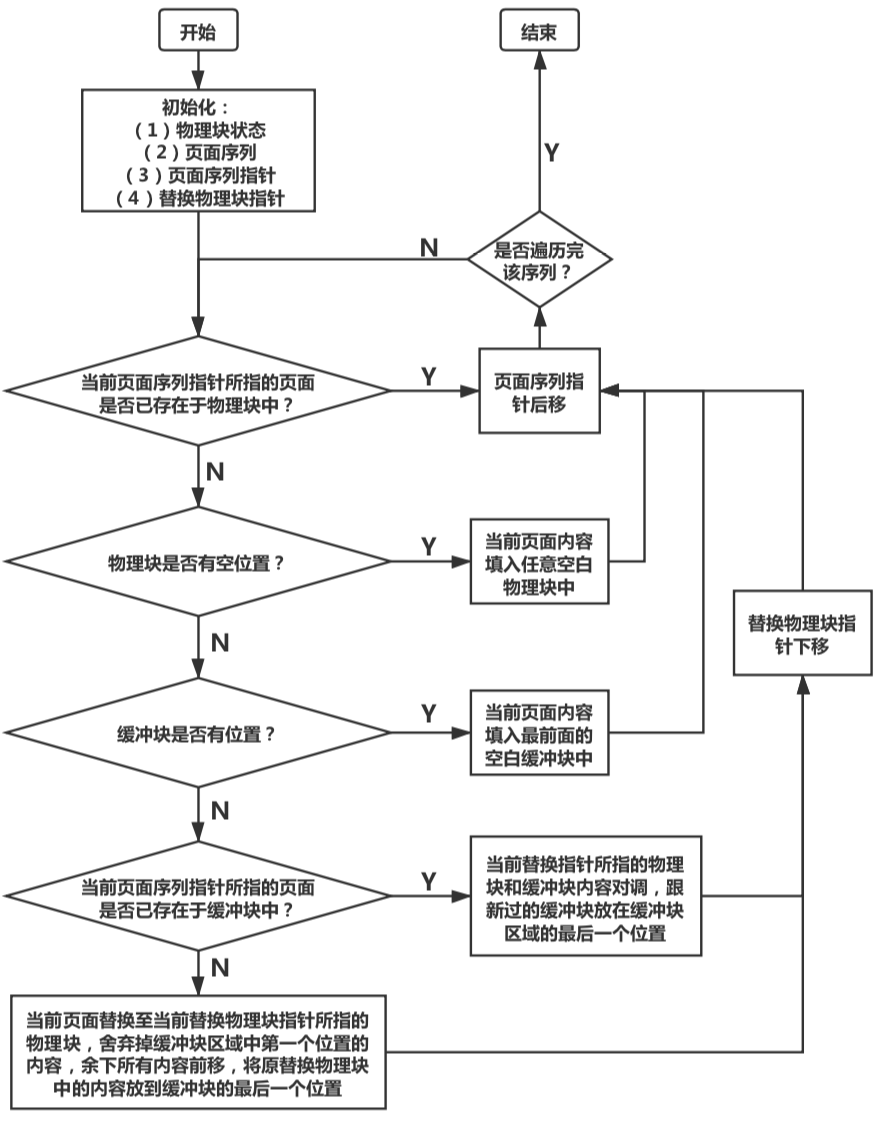 开始
结束
初始化：
（1）物理块状态
（2）页面序列
（3）页面序列指针
（4）替换物理块指针
Y
N
是否遍历完
该序列？
当前页面序列指针所指的页面
是否已存在于物理块中？
Y
页面序列指
针后移
N
物理块是否有空位置？
Y
当前页面内容
填入任意空白
物理块中
替换物理块指
针下移
N
缓冲块是否有位置？
Y
当前页面内容
填入最前面的
空白缓冲块中
N
当前页面序列指针所指的页面
是否已存在于缓冲块中？
Y
当前替换指针所指的物理
块和缓冲块内容对调，跟
新过的缓冲块放在缓冲块
区域的最后一个位置
N
当前页面替换至当前替换物理块指针所指的
物理块，舍弃掉缓冲块区域中第一个位置的
内容，余下所有内容前移，将原替换物理块
中的内容放到缓冲块的最后一个位置